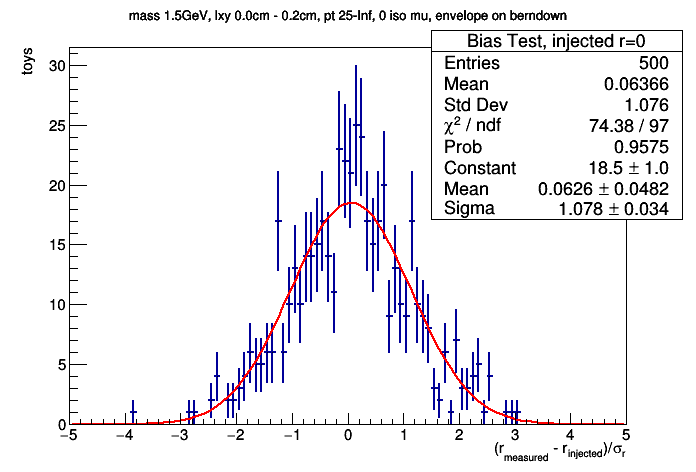 mass 1.5GeV, lxy 0.0cm - 0.2cm, pt 25-Inf, 0 iso mu, envelope on berndown
Bias Test, injected r=0
Entries 500
Mean 0.06366
Std Dev 1.076
χ² / ndf 74.38 / 97
Prob 0.9575
Constant 18.5 ± 1.0
Mean 0.0626 ± 0.0482
Sigma 1.078 ± 0.034
toys
30
25
20
15
10
5
0
−5 −4 −3 −2 −1 0 1 2 3 4 5
(r_measured - r_injected)/σ_r